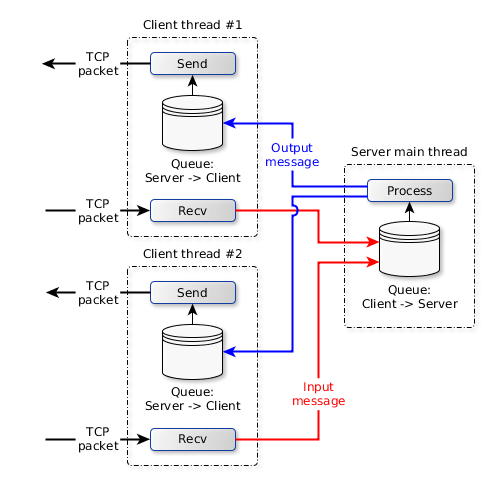 Client thread #1
TCP
packet
Send
Queue:
Server -> Client
Output
message
Server main thread
Process
TCP
packet
Recv
Queue:
Client -> Server
Client thread #2
TCP
packet
Send
Queue:
Server -> Client
Input
message
TCP
packet
Recv